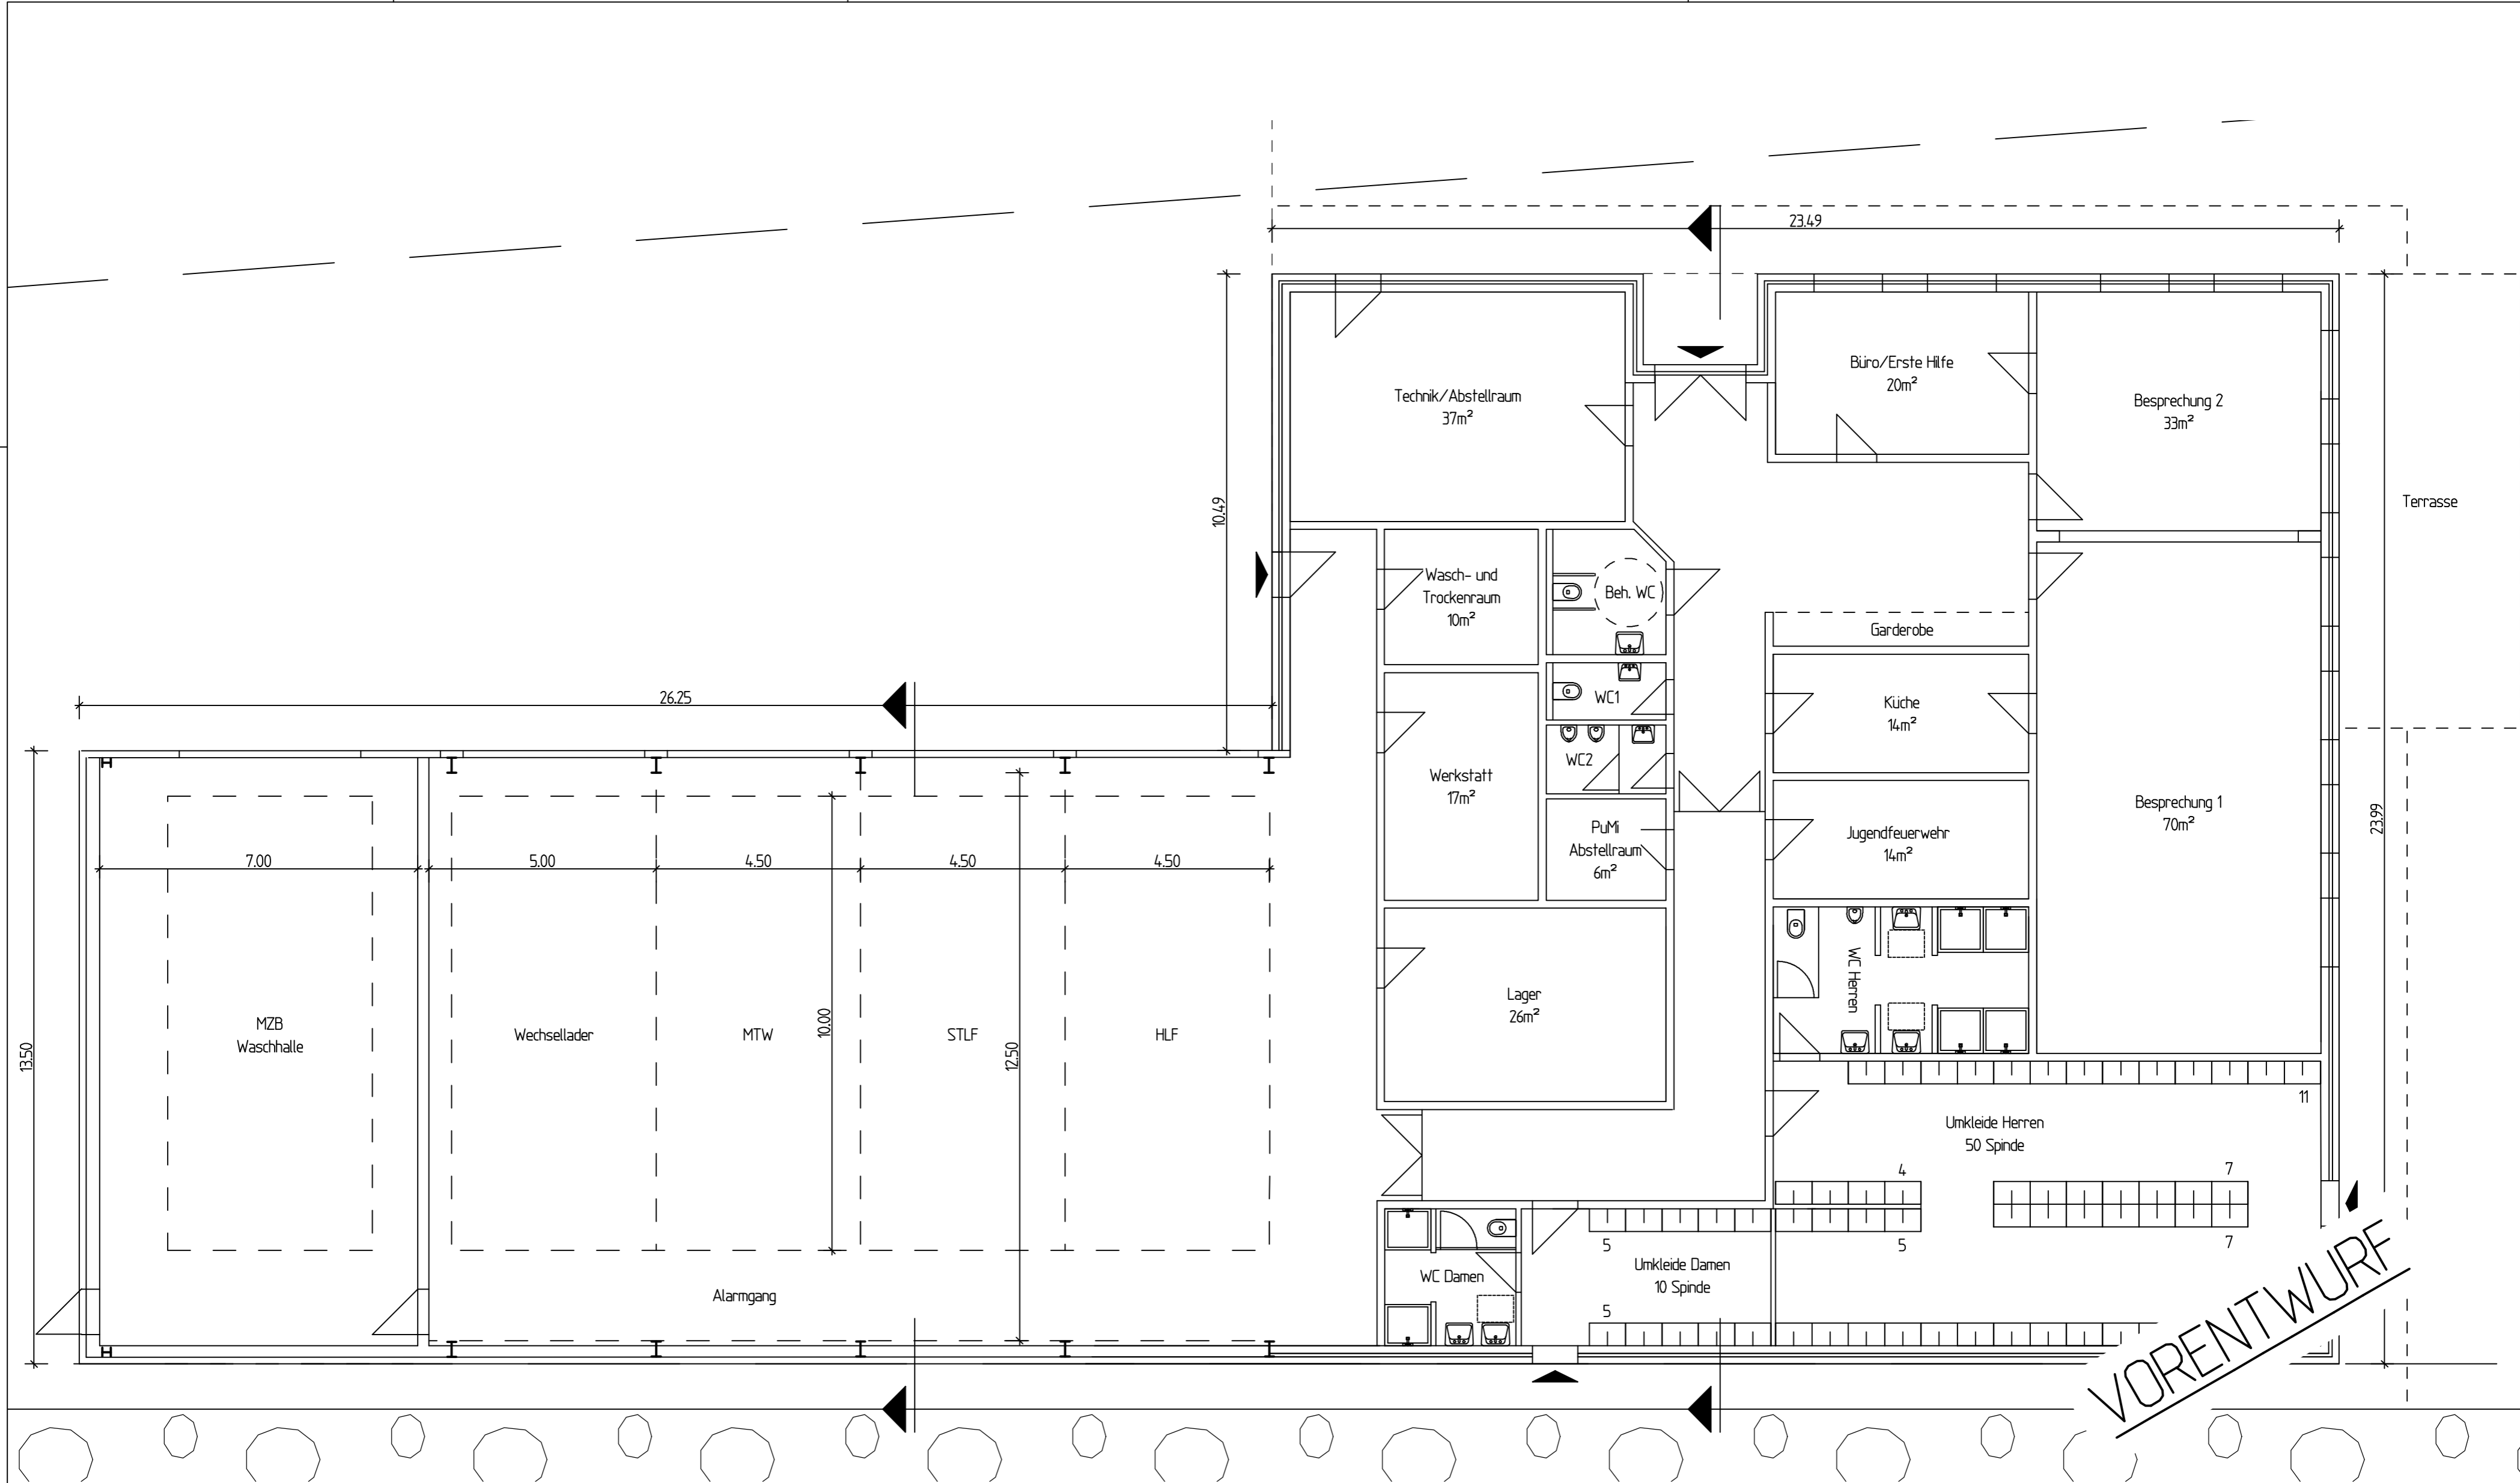 23.49
Büro/Erste Hilfe
20m²
Technik/Abstellraum
37m²
Besprechung 2
33m²
Terrasse
10.49
Wasch- und
Trockenraum
10m²
Beh. WC
Garderobe
WC1
Küche
14m²
26.25
WC2
Werkstatt
17m²
PuMi
Abstellraum
6m²
Jugendfeuerwehr
14m²
Besprechung 1
70m²
23.99
7.00
5.00
4.50
4.50
4.50
WC Herren
MZB
Waschhalle
Wechsellader
MTW
10.00
STLF
12.50
HLF
Lager
26m²
13.50
11
Umkleide Herren
50 Spinde
4
7
5
5
7
WC Damen
Umkleide Damen
10 Spinde
Alarmgang
5
VORENTWURF